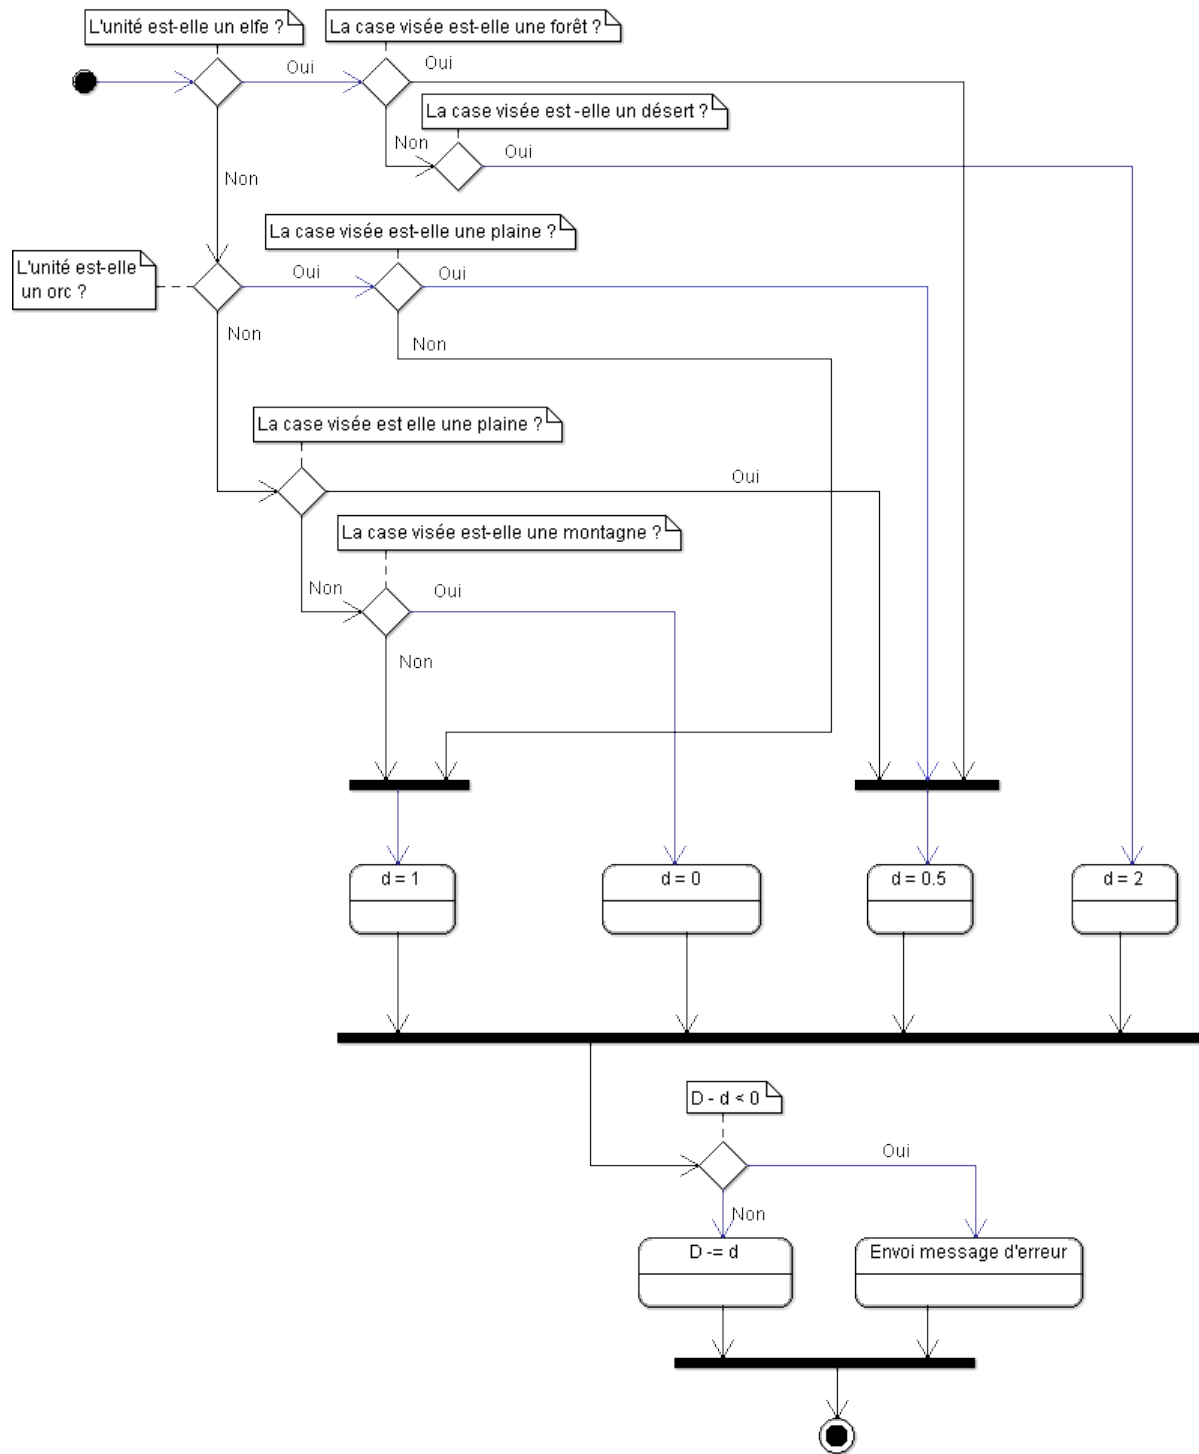 L'unité est-elle un elfe ?
La case visée est-elle une forêt ?
Oui
Oui
La case visée est -elle un désert ?
Non
Oui
Non
La case visée est-elle une plaine ?
L'unité est-elle
un orc ?
Oui
Oui
Non
Non
La case visée est elle une plaine ?
Oui
La case visée est-elle une montagne ?
Non
Oui
Non
d = 1
d = 0
d = 0.5
d = 2
D - d < 0
Oui
Non
D -= d
Envoi message d'erreur